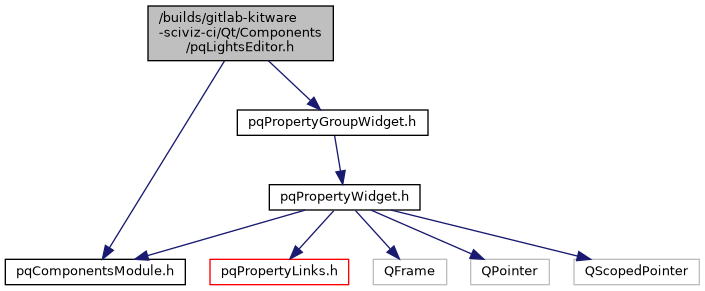 /builds/gitlab-kitware
-sciviz-ci/Qt/Components
/pqLightsEditor.h
pqPropertyGroupWidget.h
pqPropertyWidget.h
pqComponentsModule.h
pqPropertyLinks.h
QFrame
QPointer
QScopedPointer